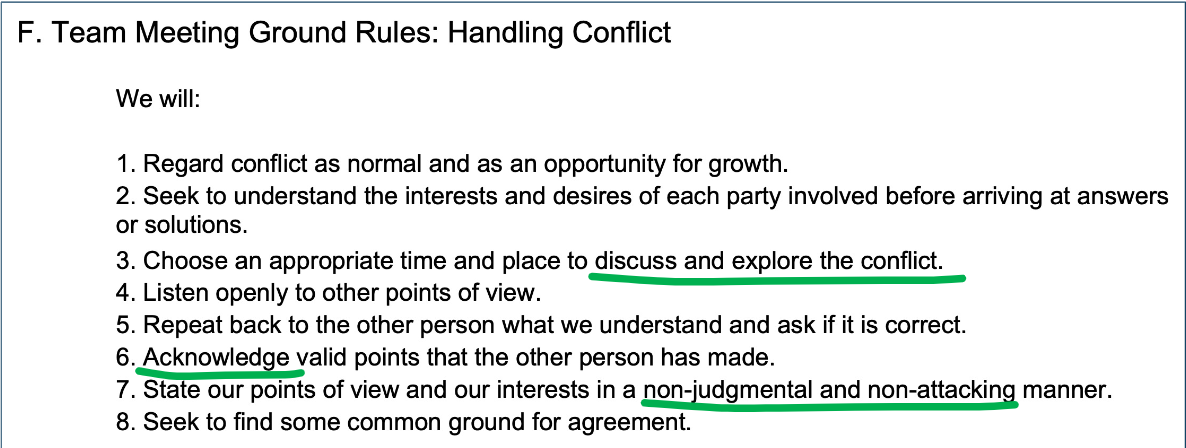 F. Team Meeting Ground Rules: Handling Conflict
We will:
1. Regard conflict as normal and as an opportunity for growth.
2. Seek to understand the interests and desires of each party involved before arriving at answers
or solutions.
3. Choose an appropriate time and place to discuss and explore the conflict.
4. Listen openly to other points of view.
5. Repeat back to the other person what we understand and ask if it is correct.
6. Acknowledge valid points that the other person has made.
7. State our points of view and our interests in a non-judgmental and non-attacking manner.
8. Seek to find some common ground for agreement.